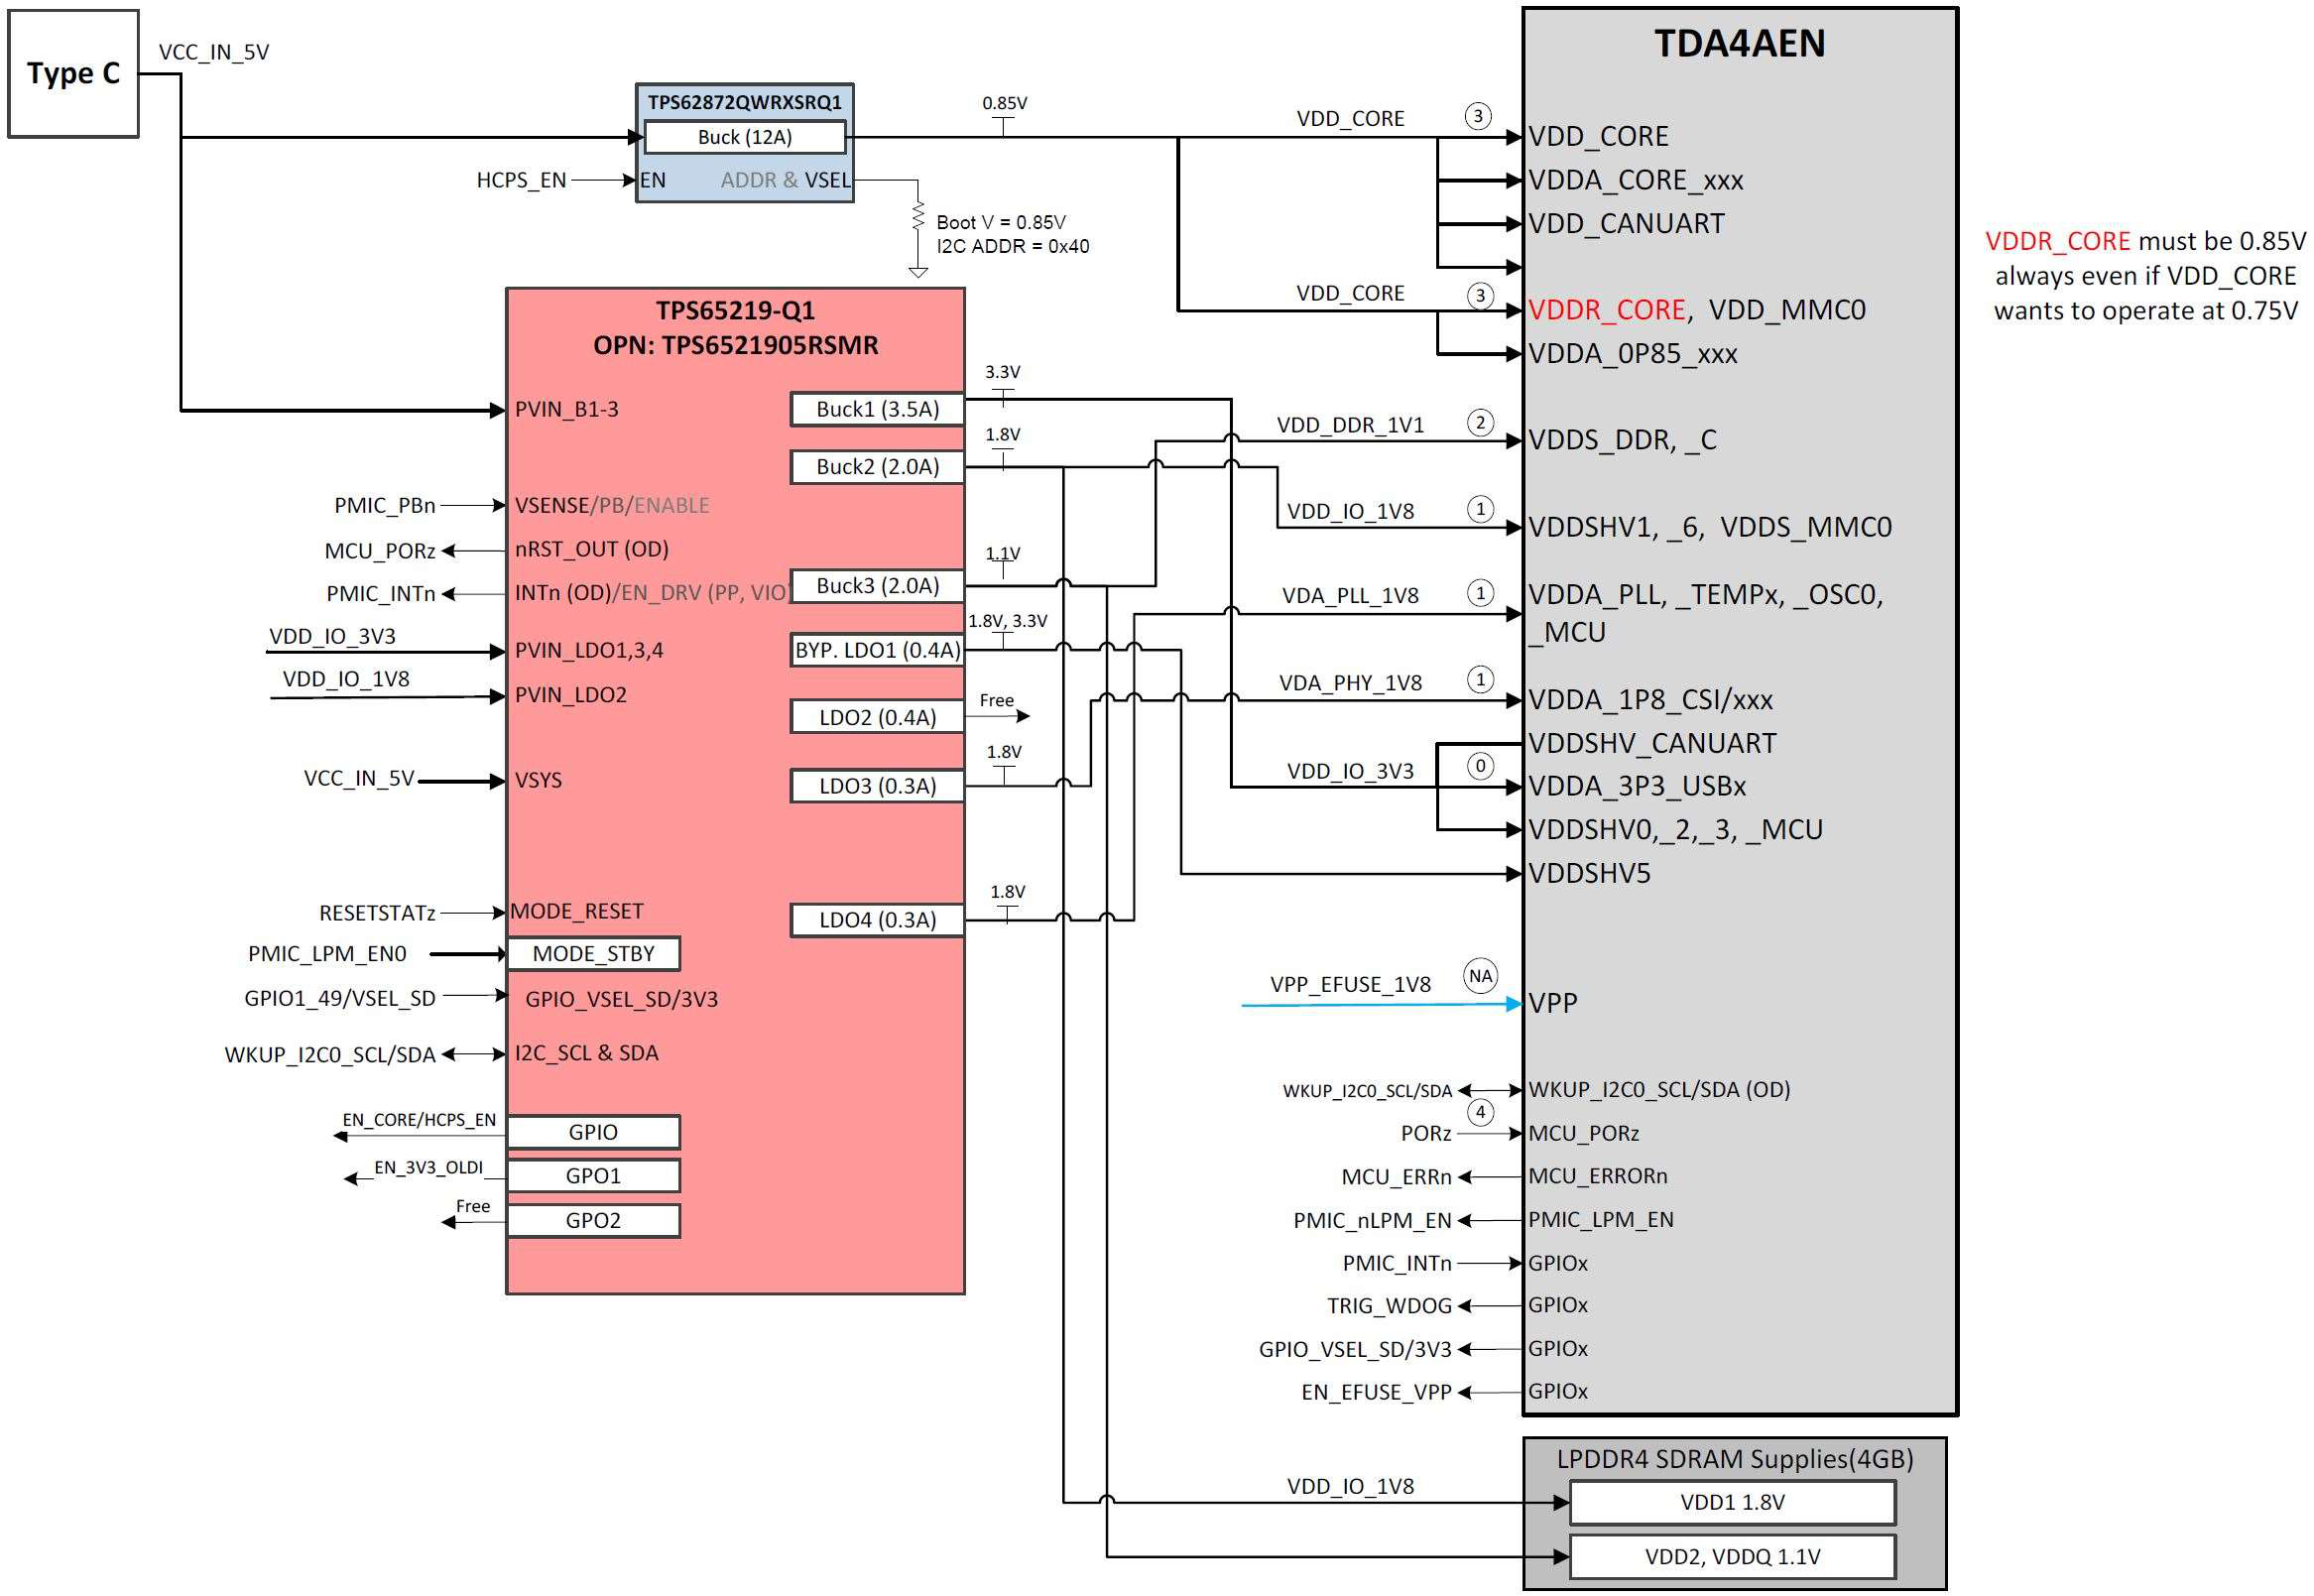 Type C
VCC_IN_5V
TPS62872QWRXSRQ1
Buck (12A)
HCPS_EN
EN
ADDR & VSEL
Boot V = 0.85V
I2C ADDR = 0x40
0.85V
VDD_CORE
3
VDD_CORE
3
TDA4AEN
VDD_CORE
VDDA_CORE_xxx
VDD_CANUART
VDDR_CORE, VDD_MMC0
VDDA_0P85_xxx
VDDR_CORE must be 0.85V
always even if VDD_CORE
wants to operate at 0.75V
TPS65219-Q1
OPN: TPS6521905RSMR
PVIN_B1-3
Buck1 (3.5A)
3.3V
Buck2 (2.0A)
1.8V
PMIC_PBn
VSENSE/PB/ENABLE
MCU_PORz
nRST_OUT (OD)
PMIC_INTn
INTn (OD)/EN_DRV (PP, VIO)
Buck3 (2.0A)
1.1V
VDD_IO_3V3
PVIN_LDO1,3,4
BYP. LDO1 (0.4A)
1.8V, 3.3V
VDD_IO_1V8
PVIN_LDO2
LDO2 (0.4A)
Free
VCC_IN_5V
VSYS
LDO3 (0.3A)
1.8V
RESETSTATz
MODE_RESET
LDO4 (0.3A)
1.8V
PMIC_LPM_EN0
MODE_STBY
GPIO1_49/VSEL_SD
GPIO_VSEL_SD/3V3
WKUP_I2C0_SCL/SDA
I2C_SCL & SDA
EN_CORE/HCPS_EN
GPIO
EN_3V3_OLDI
GPO1
Free
GPO2
VDD_DDR_1V1
2
VDDS_DDR, _C
VDD_IO_1V8
1
VDDSHV1, _6, VDDS_MMC0
VDA_PLL_1V8
1
VDDA_PLL, _TEMPx, _OSC0,
_MCU
VDA_PHY_1V8
1
VDDA_1P8_CSI/xxx
VDDSHV_CANUART
VDD_IO_3V3
0
VDDA_3P3_USBx
VDDSHV0,_2,_3, _MCU
VDDSHV5
VPP_EFUSE_1V8
NA
VPP
WKUP_I2C0_SCL/SDA
WKUP_I2C0_SCL/SDA (OD)
4
PORz
MCU_PORz
MCU_ERRn
MCU_ERRORn
PMIC_nLPM_EN
PMIC_LPM_EN
PMIC_INTn
GPIOx
TRIG_WDOG
GPIOx
GPIO_VSEL_SD/3V3
GPIOx
EN_EFUSE_VPP
GPIOx
LPDDR4 SDRAM Supplies(4GB)
VDD_IO_1V8
VDD1 1.8V
VDD2, VDDQ 1.1V